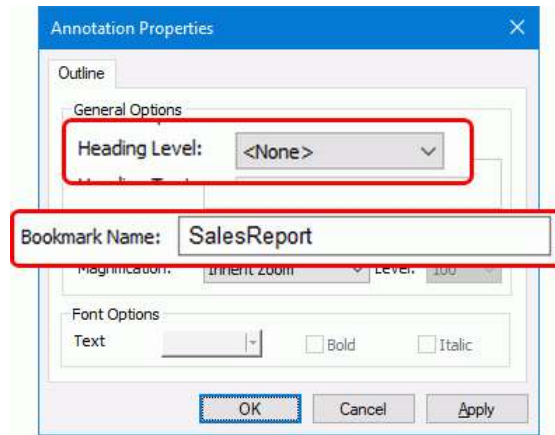 Annotation Properties
Outline
General Options
Heading Level: <None>
Bookmark Name: SalesReport
Magnification: Inherit Zoom Level: 100
Font Options
Text Bold Italic
OK Cancel Apply